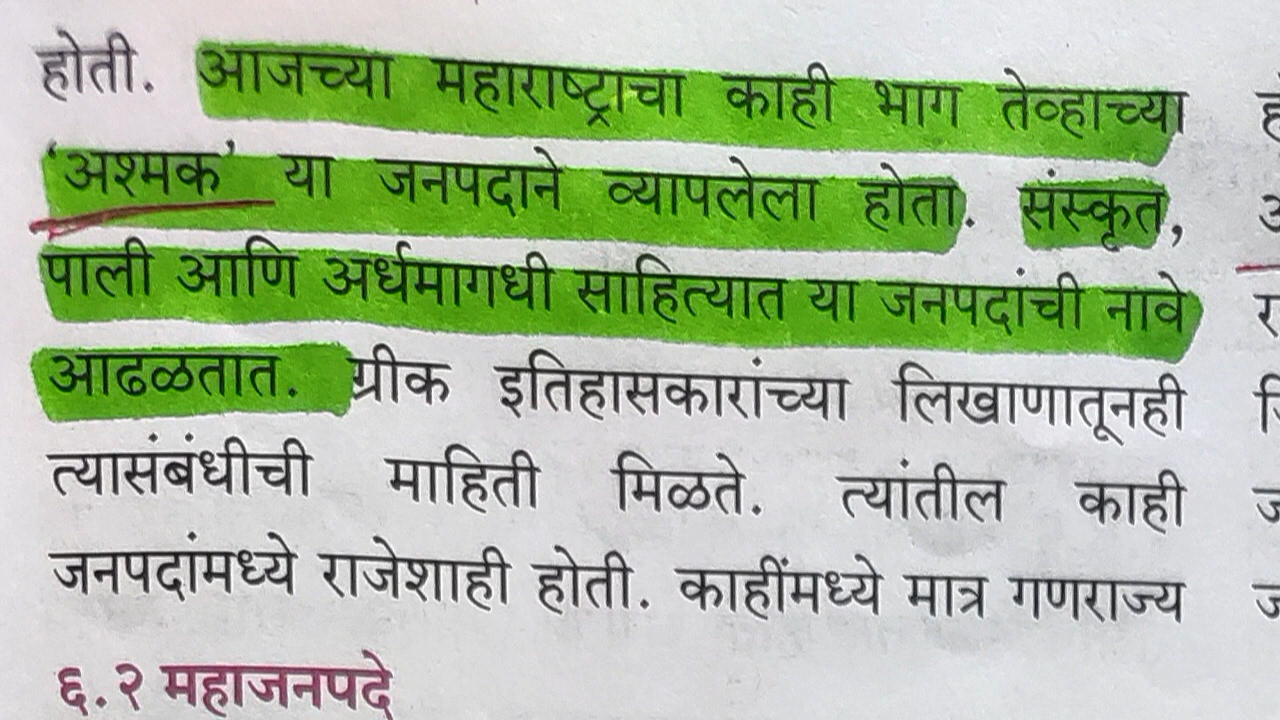 होती. आजच्या महाराष्ट्राचा काही भाग तेव्हाच्या
‘अश्मक’ या जनपदाने व्यापलेला होता. संस्कृत,
पाली आणि अर्धमागधी साहित्यात या जनपदांची नावे
आढळतात. ग्रीक इतिहासकारांच्या लिखाणातूनही
त्यासंबंधीची माहिती मिळते. त्यांतील काही
जनपदांमध्ये राजेशाही होती. काहींमध्ये मात्र गणराज्य
६.२ महाजनपदे